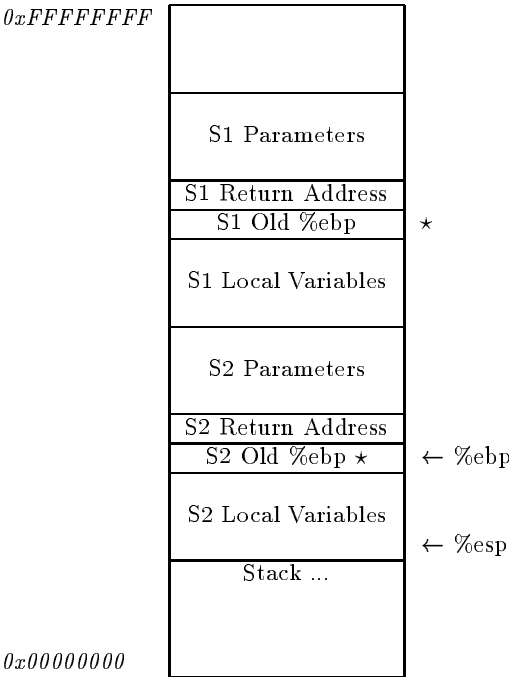 0xFFFFFFFF
S1 Parameters
S1 Return Address
S1 Old %ebp ⋆
S1 Local Variables
S2 Parameters
S2 Return Address
S2 Old %ebp ⋆ ← %ebp
S2 Local Variables
← %esp
Stack ...
0x00000000